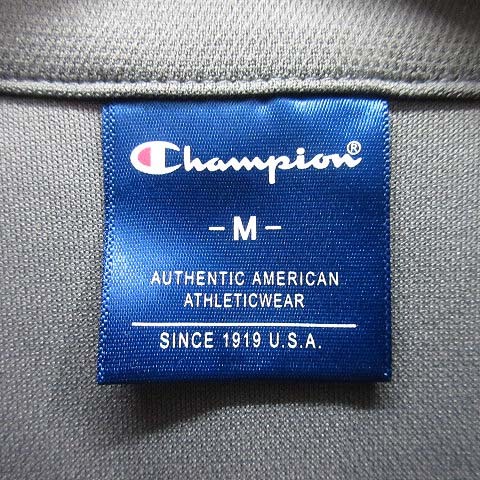 Champion®
-M-
AUTHENTIC AMERICAN
ATHLETICWEAR
SINCE 1919 U.S.A.